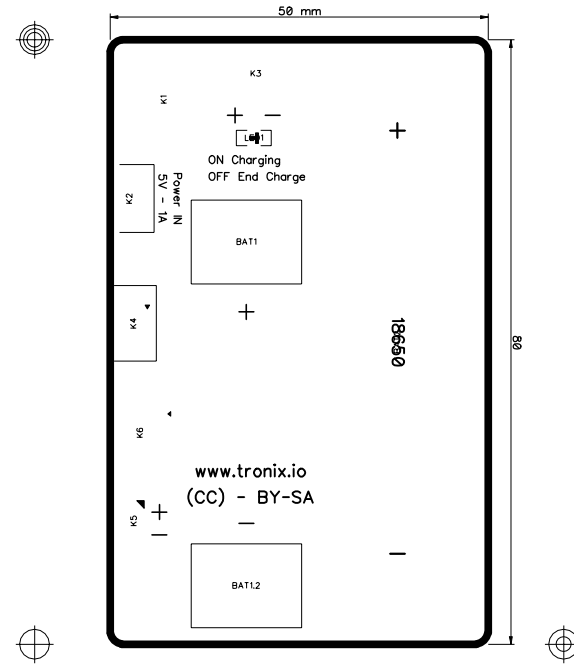 50 mm
K3
K1
+ -
+
ON Charging
OFF End Charge
K2
Power IN
5V - 1A
BAT1
+
K4
18650
80
K6
www.tronix.io
(CC) - BY-SA
K5
+
-
-
-
BAT1.2